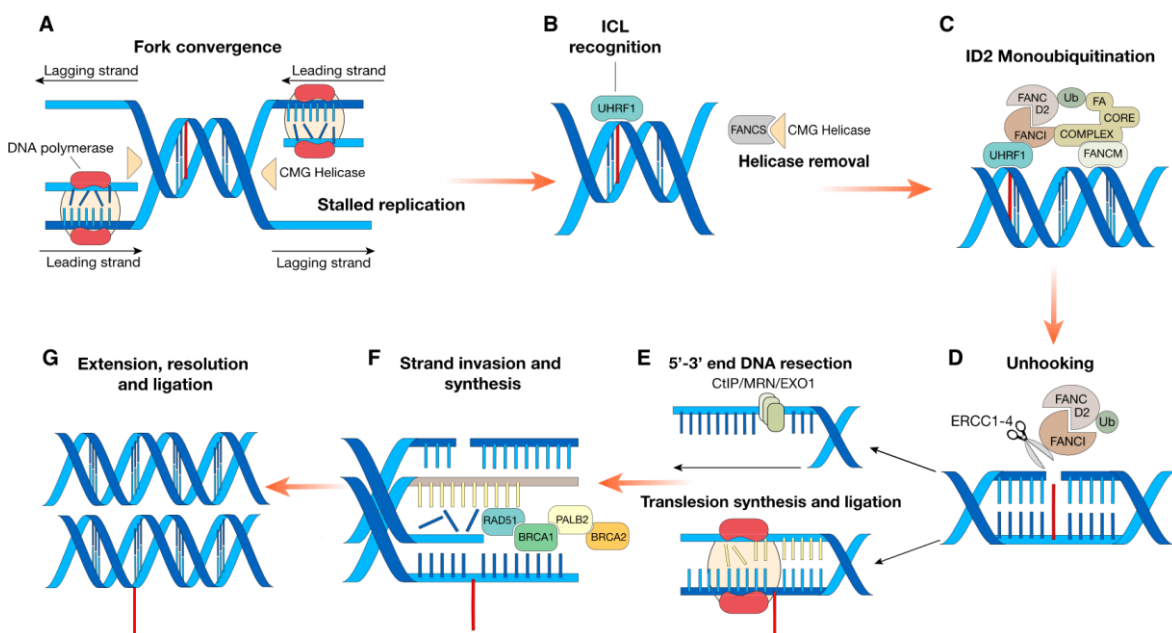 A
Fork convergence
Lagging strand
Leading strand
DNA polymerase
CMG Helicase
Stalled replication
Leading strand
Lagging strand
B
ICL
recognition
UHRF1
FANCS
CMG Helicase
Helicase removal
C
ID2 Monoubiquitination
FANC
D2
Ub
FA
CORE
COMPLEX
FANCI
UHRF1
FANCM
G
Extension, resolution
and ligation
F
Strand invasion and
synthesis
RAD51
PALB2
BRCA1
BRCA2
E
5'-3' end DNA resection
CtIP/MRN/EXO1
Translesion synthesis and ligation
D
Unhooking
ERCC1-4
FANC
D2
Ub
FANCI